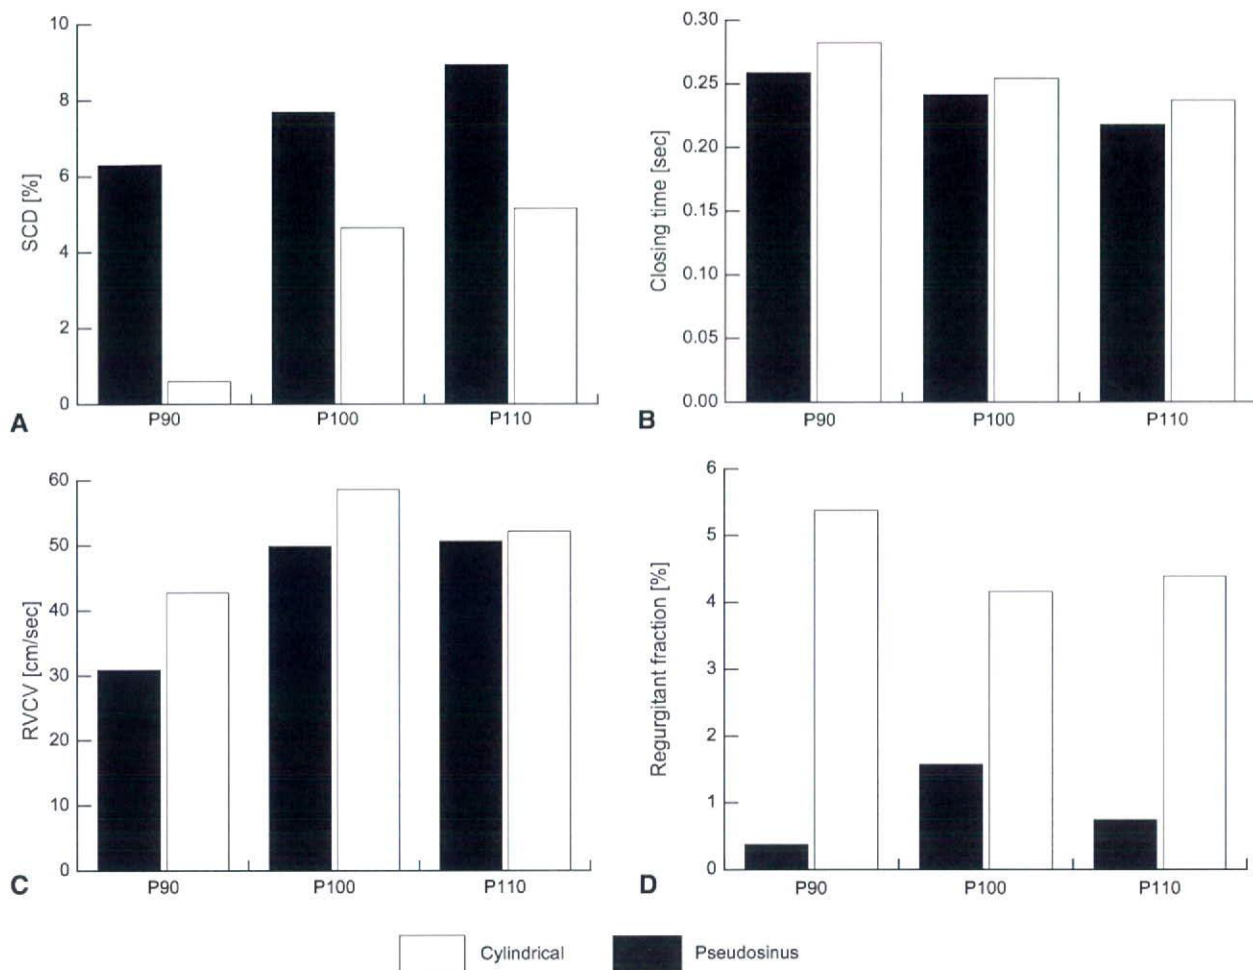 10
8
6
4
2
0
SCD [%]
P90 P100 P110
A
0.30
0.25
0.20
0.15
0.10
0.05
0.00
Closing time [sec]
P90 P100 P110
B
60
50
40
30
20
10
0
RVCV [cm/sec]
P90 P100 P110
C
6
5
4
3
2
1
0
Regurgitant fraction [%]
P90 P100 P110
D
Cylindrical Pseudosinus